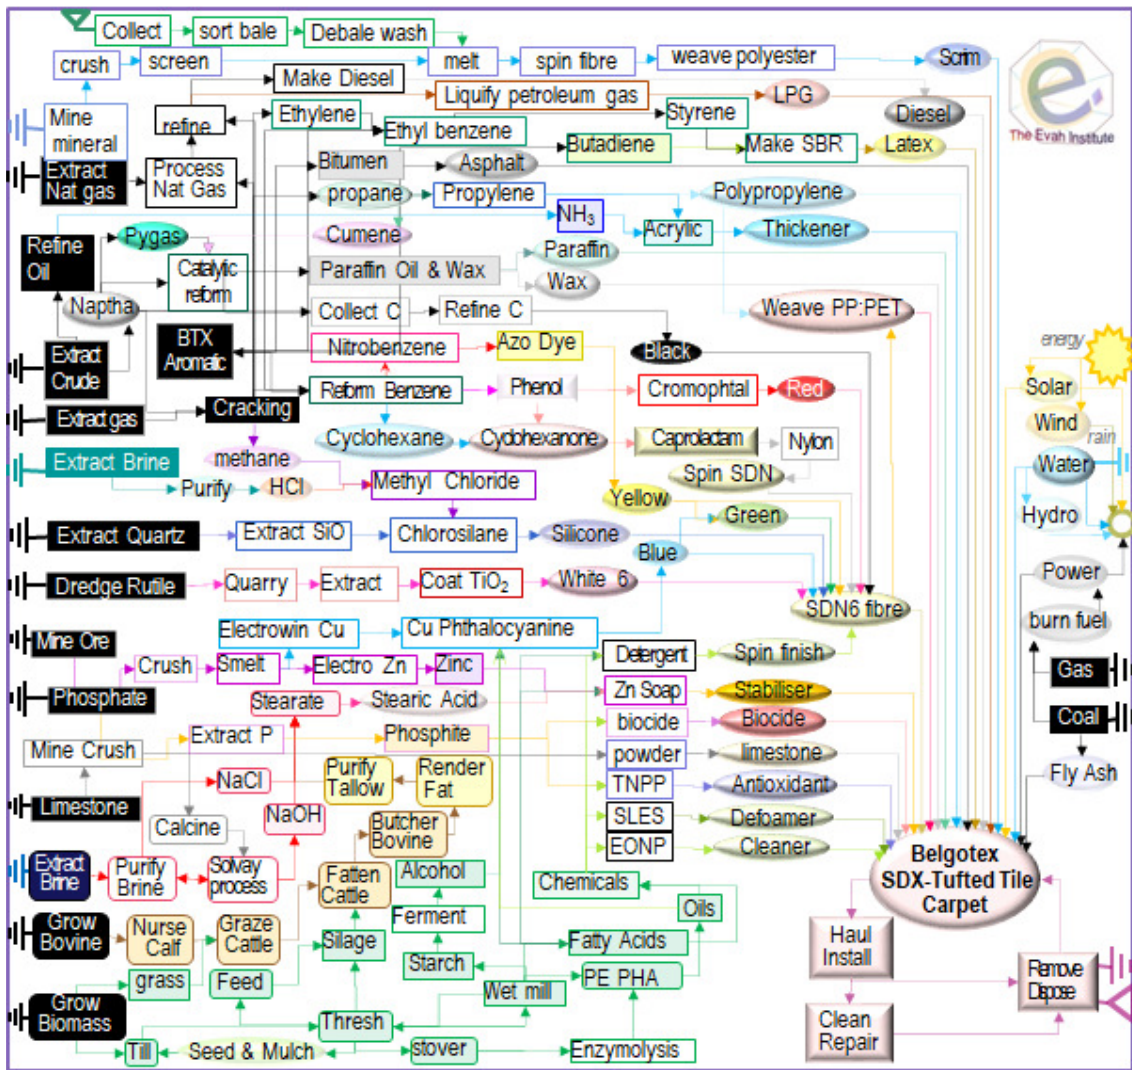 Collect
sort bale
Debale wash
crush
screen
melt
spin fibre
weave polyester
Scrim
Make Diesel
Liquify petroleum gas
LPG
Diesel
The Evah Institute
Mine
mineral
refine
Ethylene
Ethyl benzene
Styrene
Butadiene
Make SBR
Latex
Extract
Nat gas
Process
Nat Gas
Bitumen
Asphalt
propane
Propylene
Polypropylene
NH3
Acrylic
Thickener
Pygas
Cumene
Refine
Oil
Catalytic
reform
Paraffin Oil & Wax
Paraffin
Wax
Naptha
Collect C
Refine C
Weave PP:PET
BTX
Aromatic
Nitrobenzene
Azo Dye
Black
energy
Extract
Crude
Reform Benzene
Phenol
Cromophtal
Red
Solar
Extract gas
Cracking
Wind
rain
Cyclohexane
Cyclohexanone
Caprolactam
Nylon
Extract Brine
methane
Spin SDN
Water
Purify
HCl
Methyl Chloride
Yellow
Green
Hydro
Extract Quartz
Extract SiO
Chlorosilane
Silicone
Blue
Dredge Rutile
Quarry
Extract
Coat TiO2
White 6
SDN6 fibre
Power
burn fuel
Mine Ore
Electrowin Cu
Cu Phthalocyanine
Crush
Smelt
Electro Zn
Zinc
Detergent
Spin finish
Gas
Phosphate
Stearate
Stearic Acid
Zn Soap
Stabiliser
Coal
biocide
Biocide
Mine Crush
Extract P
Phosphite
powder
limestone
Fly Ash
NaCl
Purify
Tallow
Render
Fat
TNPP
Antioxidant
Limestone
Calcine
NaOH
Butcher
Bovine
SLES
Defoamer
EONP
Cleaner
Extract
Brine
Purify
Brine
Solvay
process
Fatten
Cattle
Alcohol
Chemicals
Belgotex
SDX-Tufted Tile
Carpet
Grow
Bovine
Nurse
Calf
Graze
Cattle
Ferment
Oils
Silage
Fatty Acids
Haul
Install
grass
Feed
Starch
Wet mill
PE PHA
Remove
Dispose
Grow
Biomass
Thresh
Clean
Repair
Till
Seed & Mulch
stover
Enzymolysis